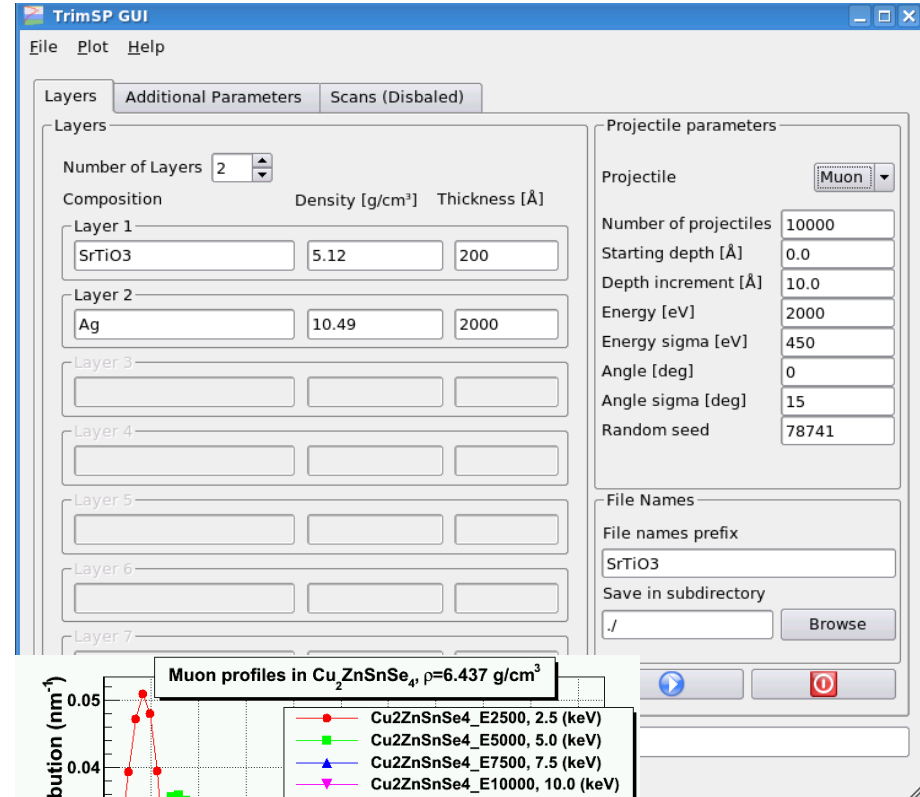 TrimSP GUI
File Plot Help
Layers Additional Parameters Scans (Disbaled)
Layers
Number of Layers 2
Composition Density [g/cm³] Thickness [Å]
Layer 1
SrTiO3 5.12 200
Layer 2
Ag 10.49 2000
Layer 3
Layer 4
Layer 5
Layer 6
Layer 7
Projectile parameters
Projectile Muon
Number of projectiles 10000
Starting depth [Å] 0.0
Depth increment [Å] 10.0
Energy [eV] 2000
Energy sigma [eV] 450
Angle [deg] 0
Angle sigma [deg] 15
Random seed 78741
File Names
File names prefix
SrTiO3
Save in subdirectory
./ Browse
Muon profiles in Cu₂ZnSnSe₄, ρ=6.437 g/cm³
Cu2ZnSnSe4_E2500, 2.5 (keV)
Cu2ZnSnSe4_E5000, 5.0 (keV)
Cu2ZnSnSe4_E7500, 7.5 (keV)
Cu2ZnSnSe4_E10000, 10.0 (keV)
0.05
0.04
bution (nm⁻¹)